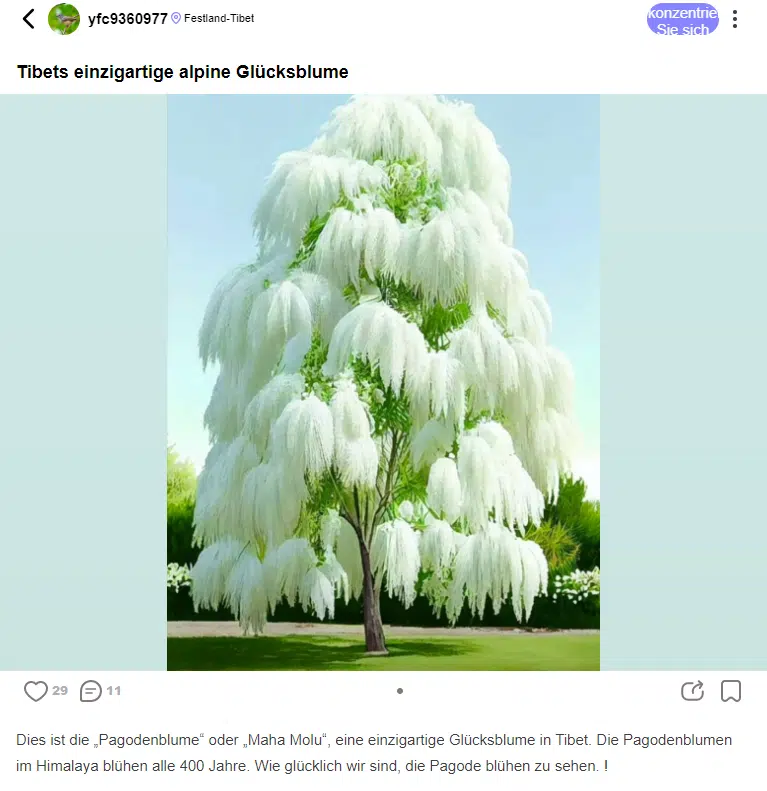 yfc9360977 Festland-Tibet
konzentrie
Sie sich
Tibets einzigartige alpine Glücksblume
29 11
Dies ist die „Pagodenblume“ oder „Maha Molu“, eine einzigartige Glücksblume in Tibet. Die Pagodenblumen
im Himalaya blühen alle 400 Jahre. Wie glücklich wir sind, die Pagode blühen zu sehen. !